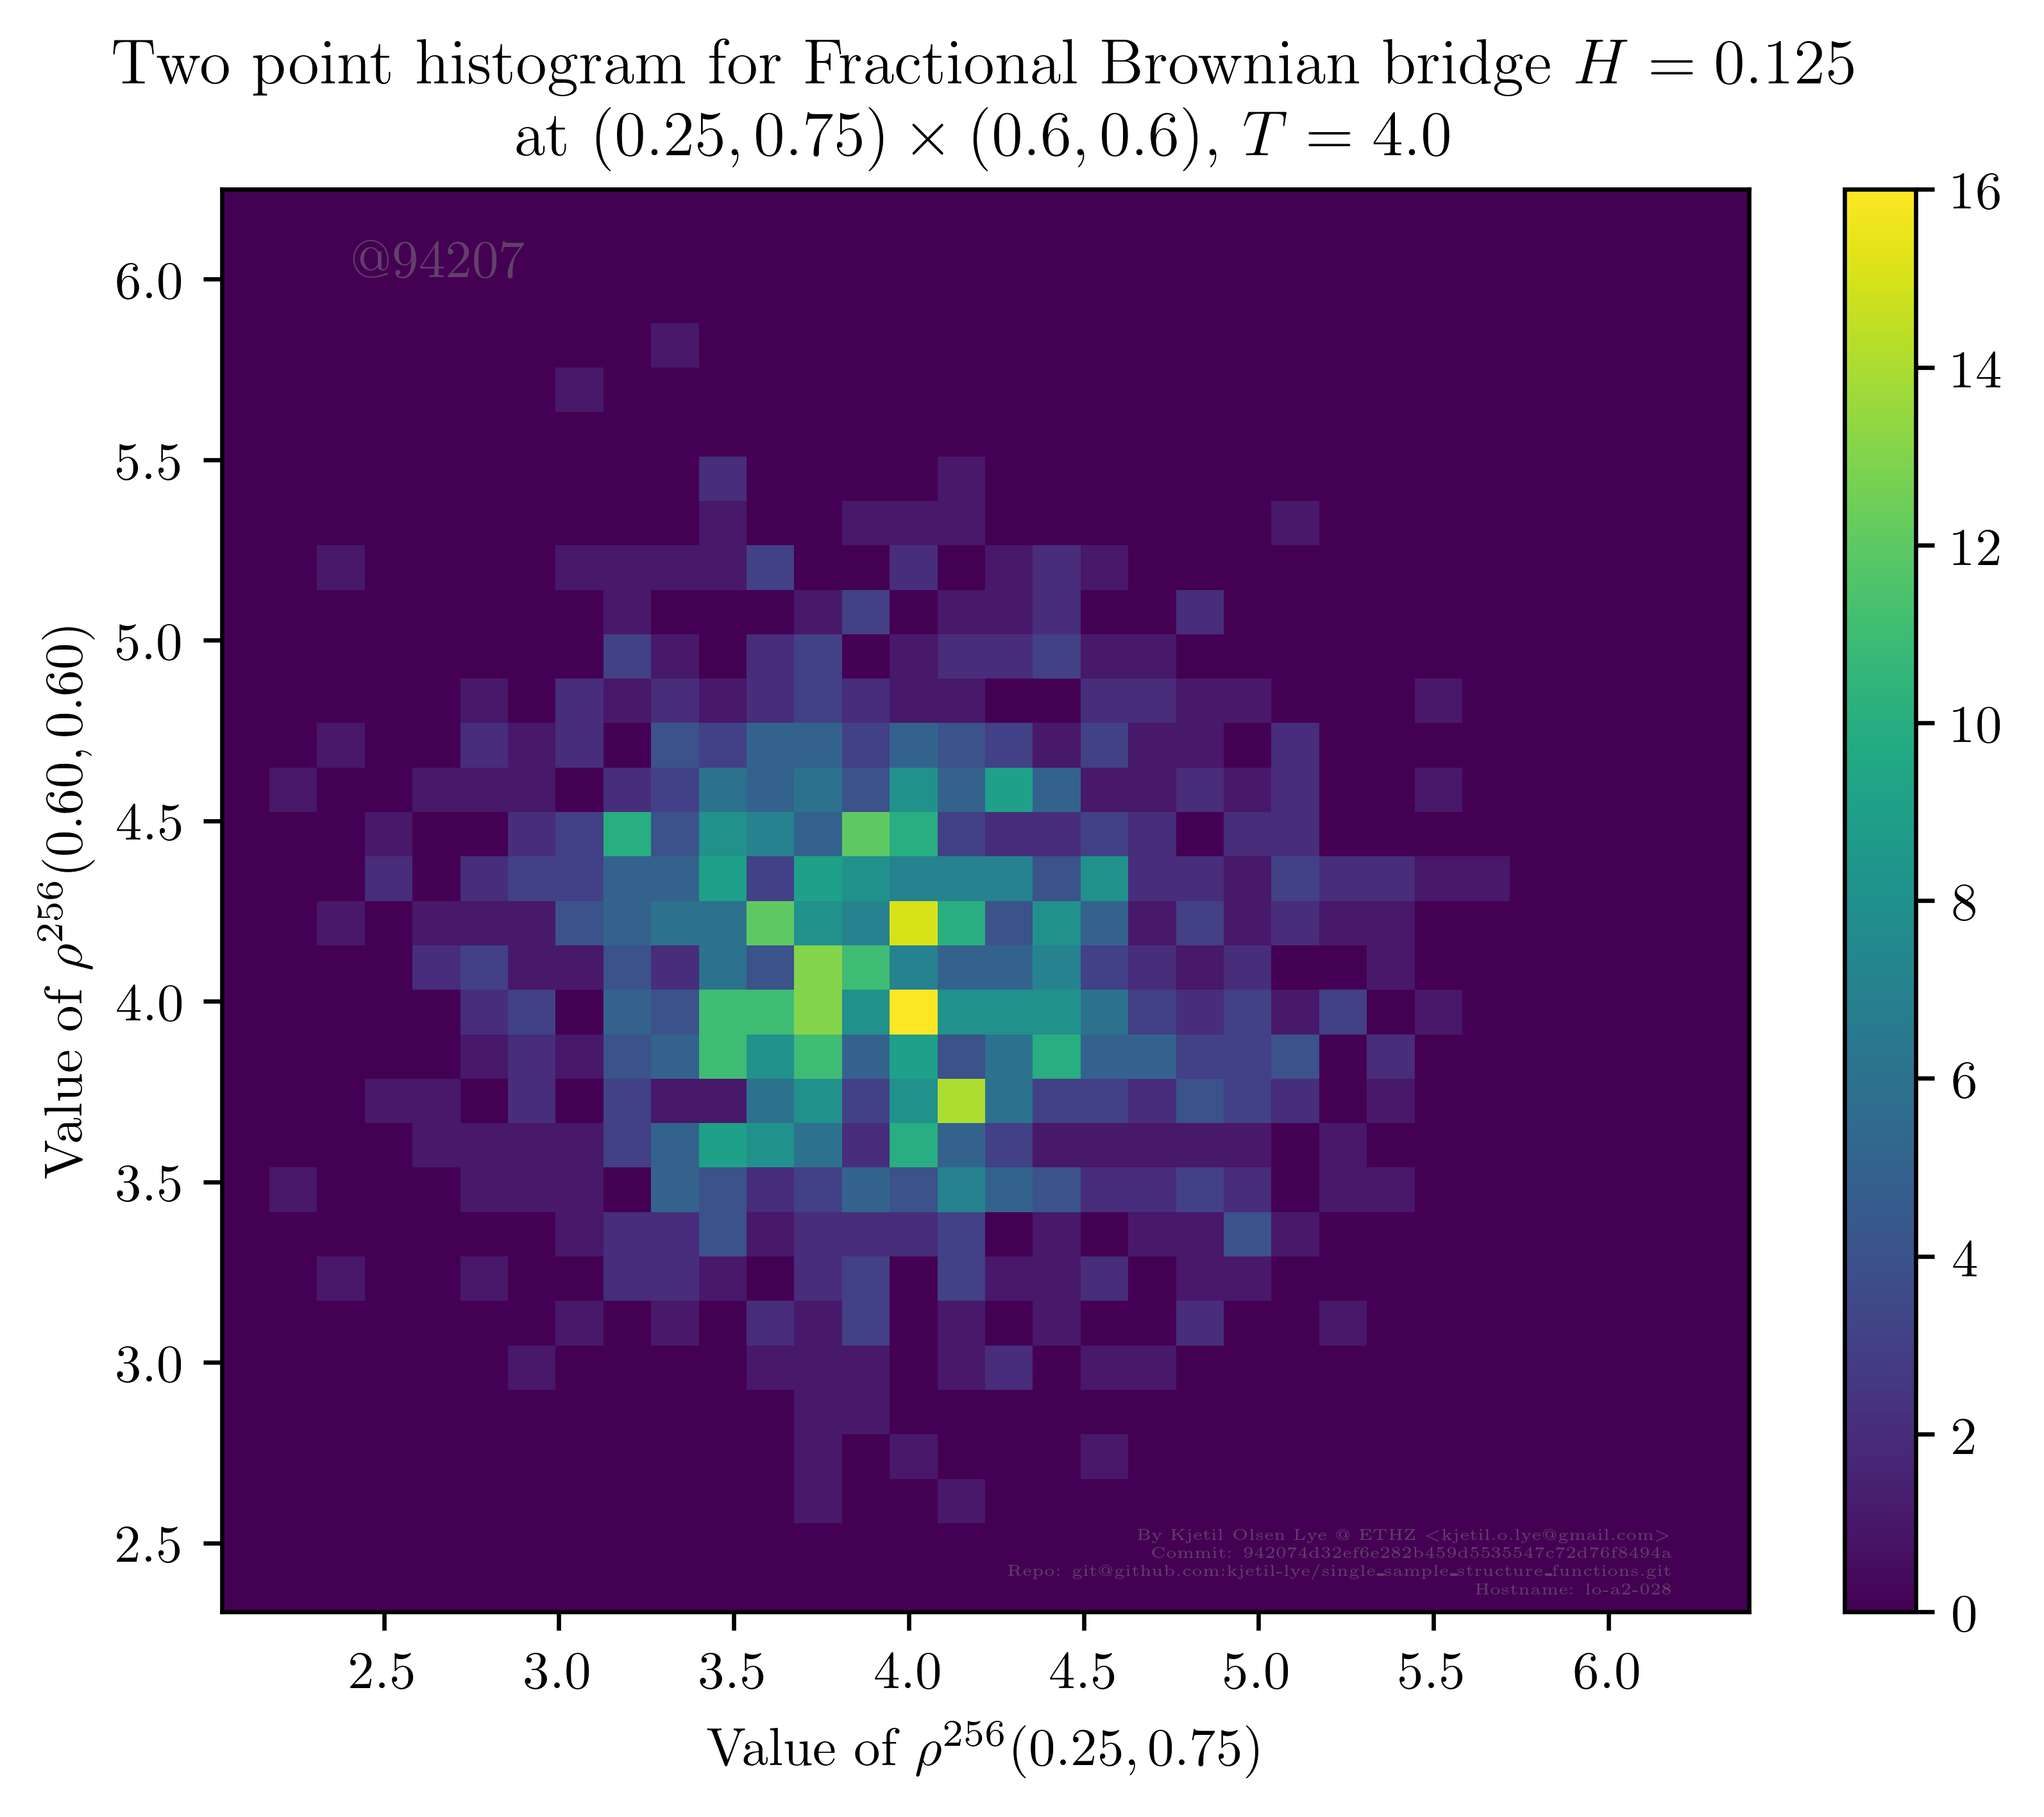 Two point histogram for Fractional Brownian bridge H = 0.125
at (0.25, 0.75) × (0.6, 0.6), T = 4.0
@94207
6.0
5.5
5.0
4.5
4.0
3.5
3.0
2.5
Value of ρ^256(0.60, 0.60)
16
14
12
10
8
6
4
2
0
By Kjetil Olsen Lye @ ETHZ <kjetil.o.lye@gmail.com>
Commit: 942074d32ef6e282b459d5535547c72d76f8494a
Repo: git@github.com:kjetil-lye/single_sample_structure_functions.git
Hostname: lo-a2-028
2.5 3.0 3.5 4.0 4.5 5.0 5.5 6.0
Value of ρ^256(0.25, 0.75)